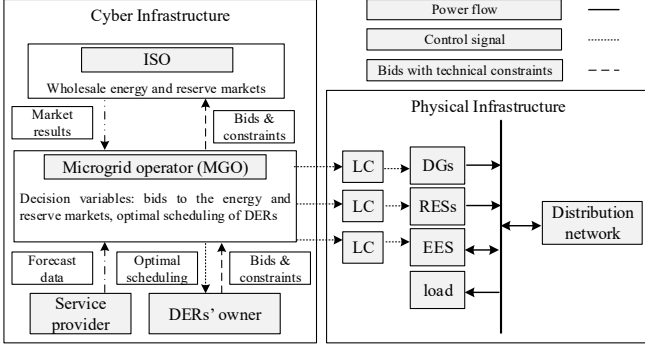 Cyber Infrastructure
ISO
Wholesale energy and reserve markets
Market
results
Bids &
constraints
Microgrid operator (MGO)
Decision variables: bids to the energy and
reserve markets, optimal scheduling of DERs
Forecast
data
Optimal
scheduling
Bids &
constraints
Service
provider
DERs' owner
Power flow
Control signal
Bids with technical constraints
Physical Infrastructure
LC
DGs
LC
RESs
LC
EES
load
Distribution
network